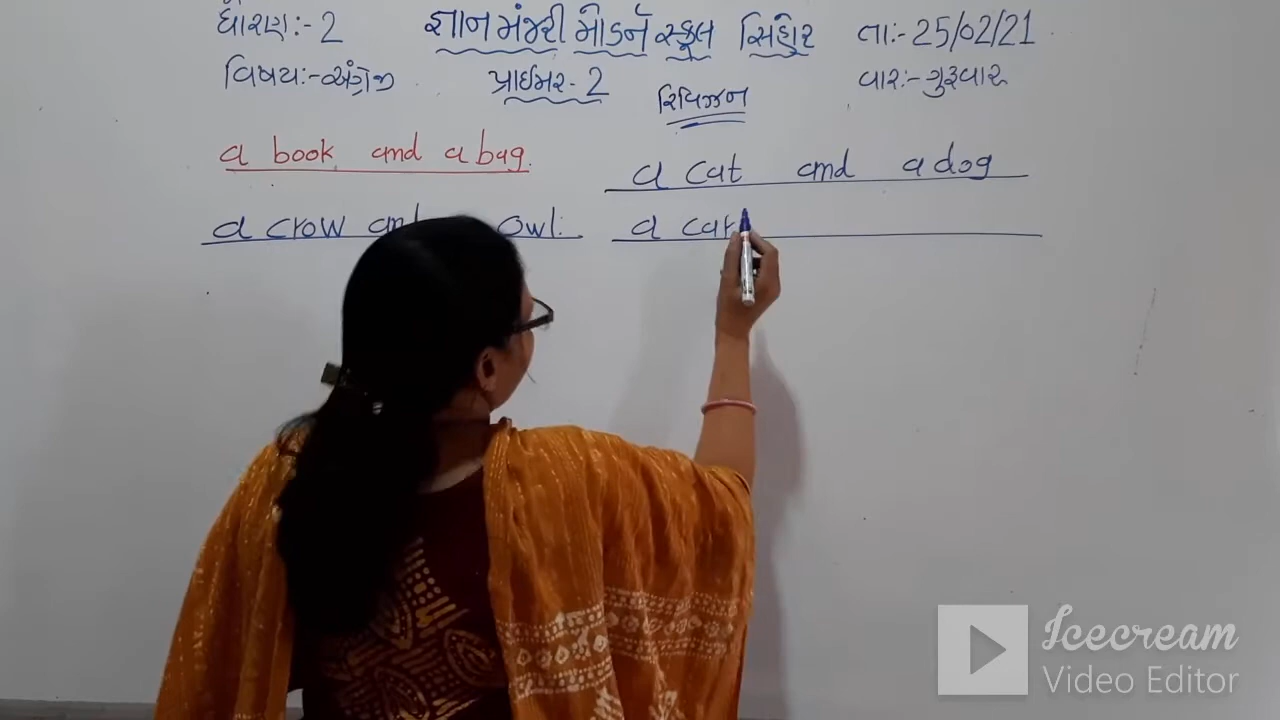 ધોરણ:- 2 જ્ઞાનમંજરી મોડર્ન સ્કૂલ સિહોર તા:- 25/02/21
વિષય:- અંગ્રેજી પ્રાઈમર- 2 વાર:- ગુરૂવાર
રિવિઝન
a book and a bag.
a cat and a dog
a crow and owl.
a car
Icecream
Video Editor